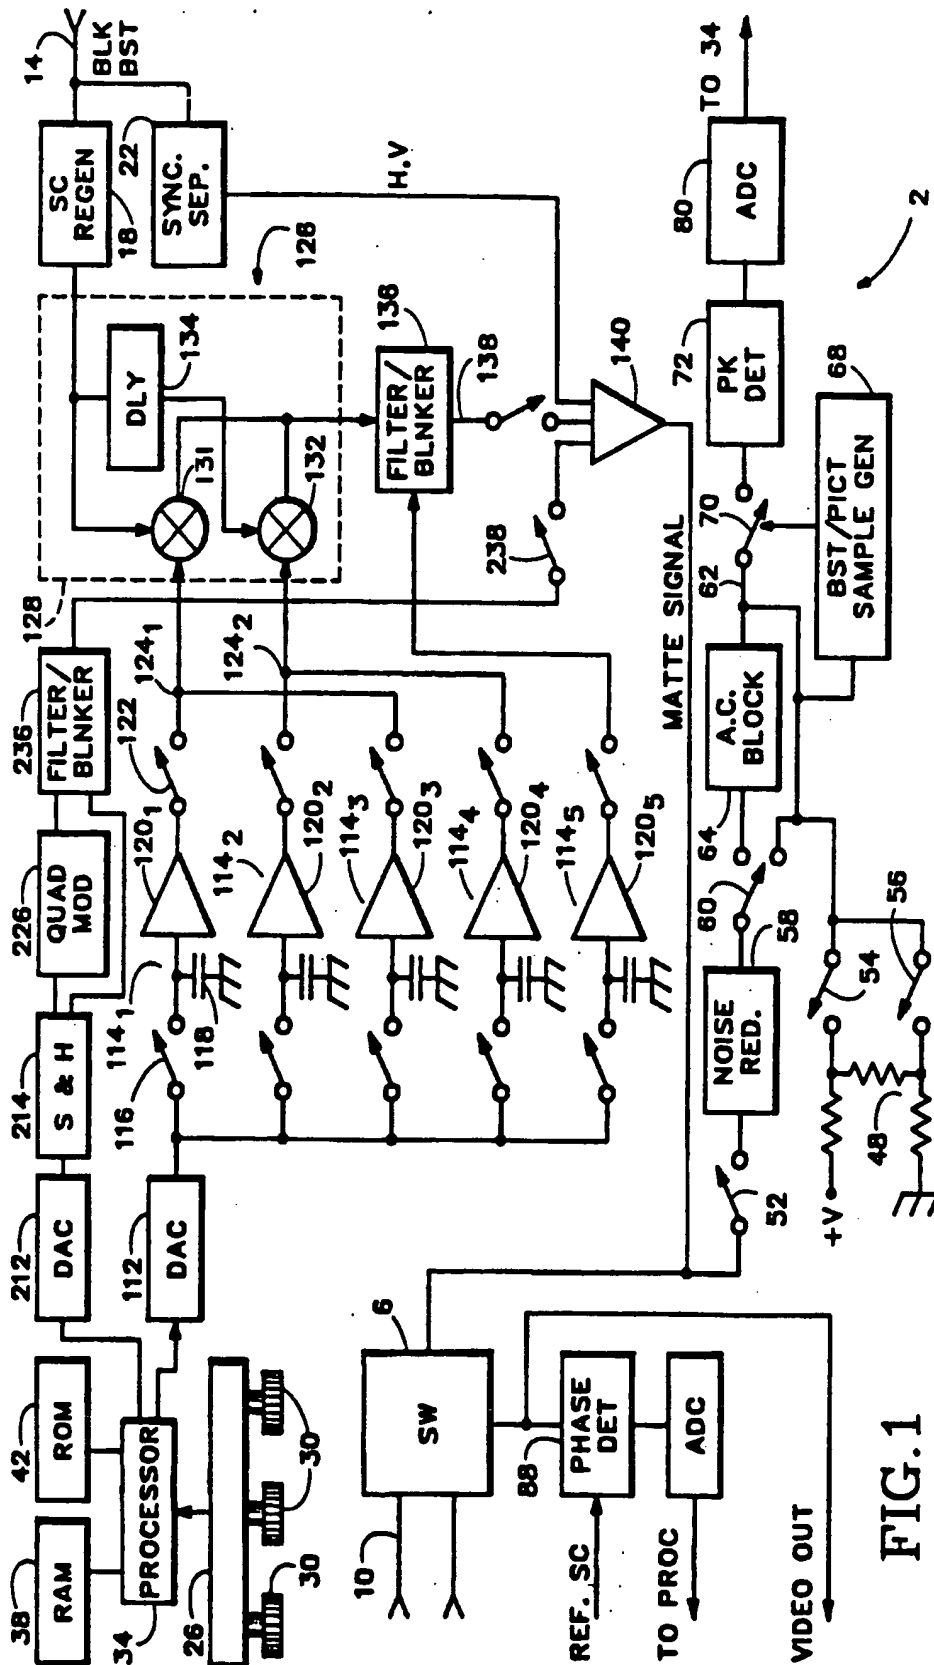 38
RAM
42
ROM
212
DAC
214
S & H
226
QUAD
MOD
236
FILTER/
BLNKER
128
SC
REGEN
18
14
BLK
BST
22
SYNC.
SEP.
H.V
126
DLY
134
131
132
34
PROCESSOR
112
DAC
116
114₁
118
120₁
122
124₁
124₂
114₂
120₂
114₃
120₃
114₄
120₄
114₅
120₅
26
30
30
FILTER/
BLNKER
136
138
238
140
MATTE SIGNAL
10
SW
6
52
NOISE
RED.
58
60
64
A.C.
BLOCK
62
70
72
PK
DET
80
ADC
TO 34
BST/PICT
SAMPLE GEN
68
+V
48
54
56
2
REF. SC
88
PHASE
DET
ADC
TO PROC
VIDEO OUT
FIG.1